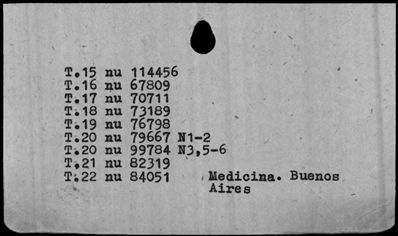 T.15 nu 114456
T.16 nu 67809
T.17 nu 70711
T.18 nu 73189
T.19 nu 76798
T.20 nu 79667 N1-2
T.20 nu 99784 N3,5-6
T,21 nu 82319
T.22 nu 84051 Medicina. Buenos
Aires